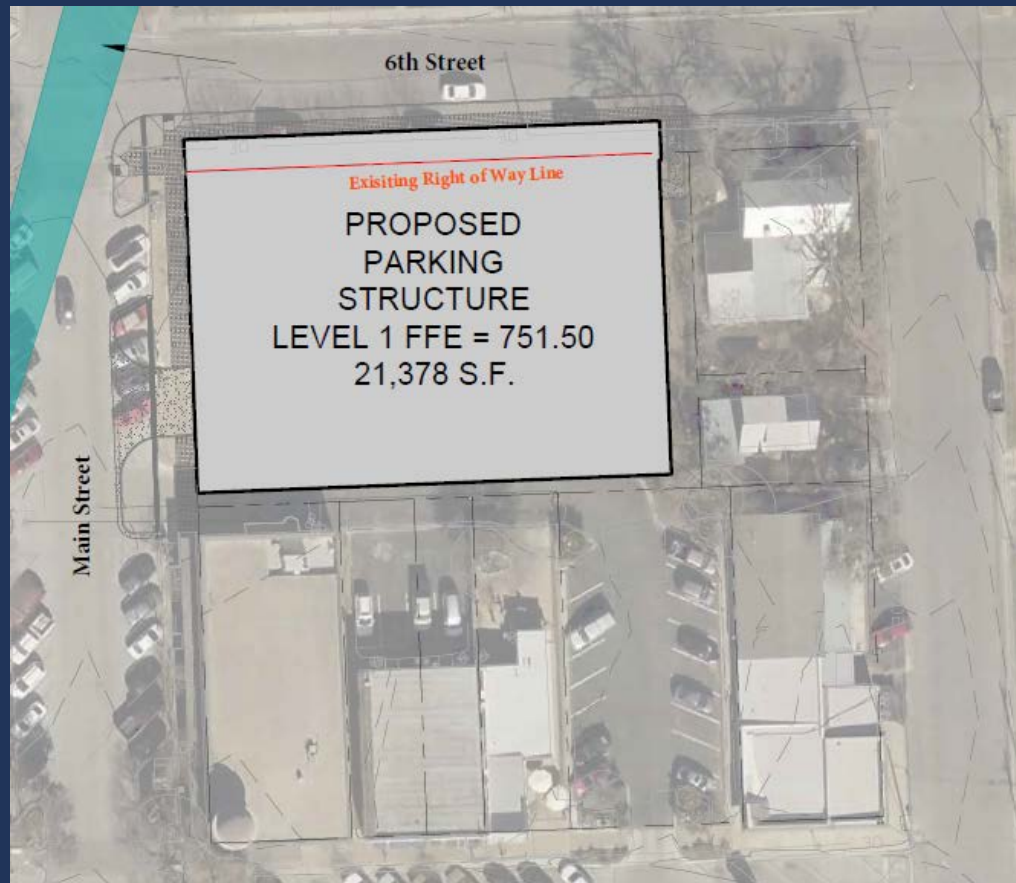 6th Street
Exisiting Right of Way Line
PROPOSED
PARKING
STRUCTURE
LEVEL 1 FFE = 751.50
21,378 S.F.
Main Street